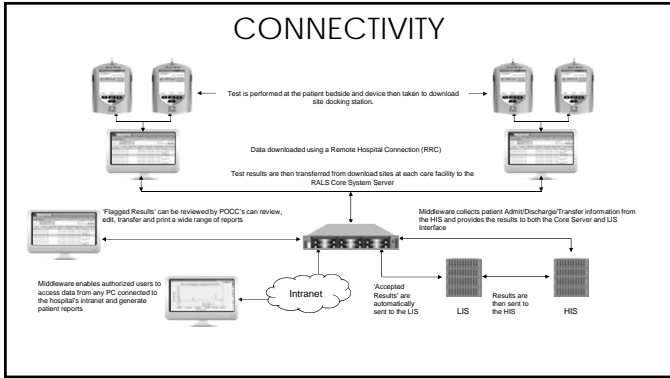 CONNECTIVITY
Test is performed at the patient bedside and device then taken to download
site docking station.
Data downloaded using a Remote Hospital Connection (RRC)
Test results are then transferred from download sites at each care facility to the
RALS Core System Server
'Flagged Results' can be reviewed by POCC's can review,
edit, transfer and print a wide range of reports
Middleware collects patient Admit/Discharge/Transfer information from
the HIS and provides the results to both the Core Server and LIS
Interface
Middleware enables authorized users to
access data from any PC connected to
the hospital's intranet and generate
patient reports
Intranet
'Accepted
Results' are
automatically
sent to the LIS
LIS
Results are
then sent to
the HIS
HIS